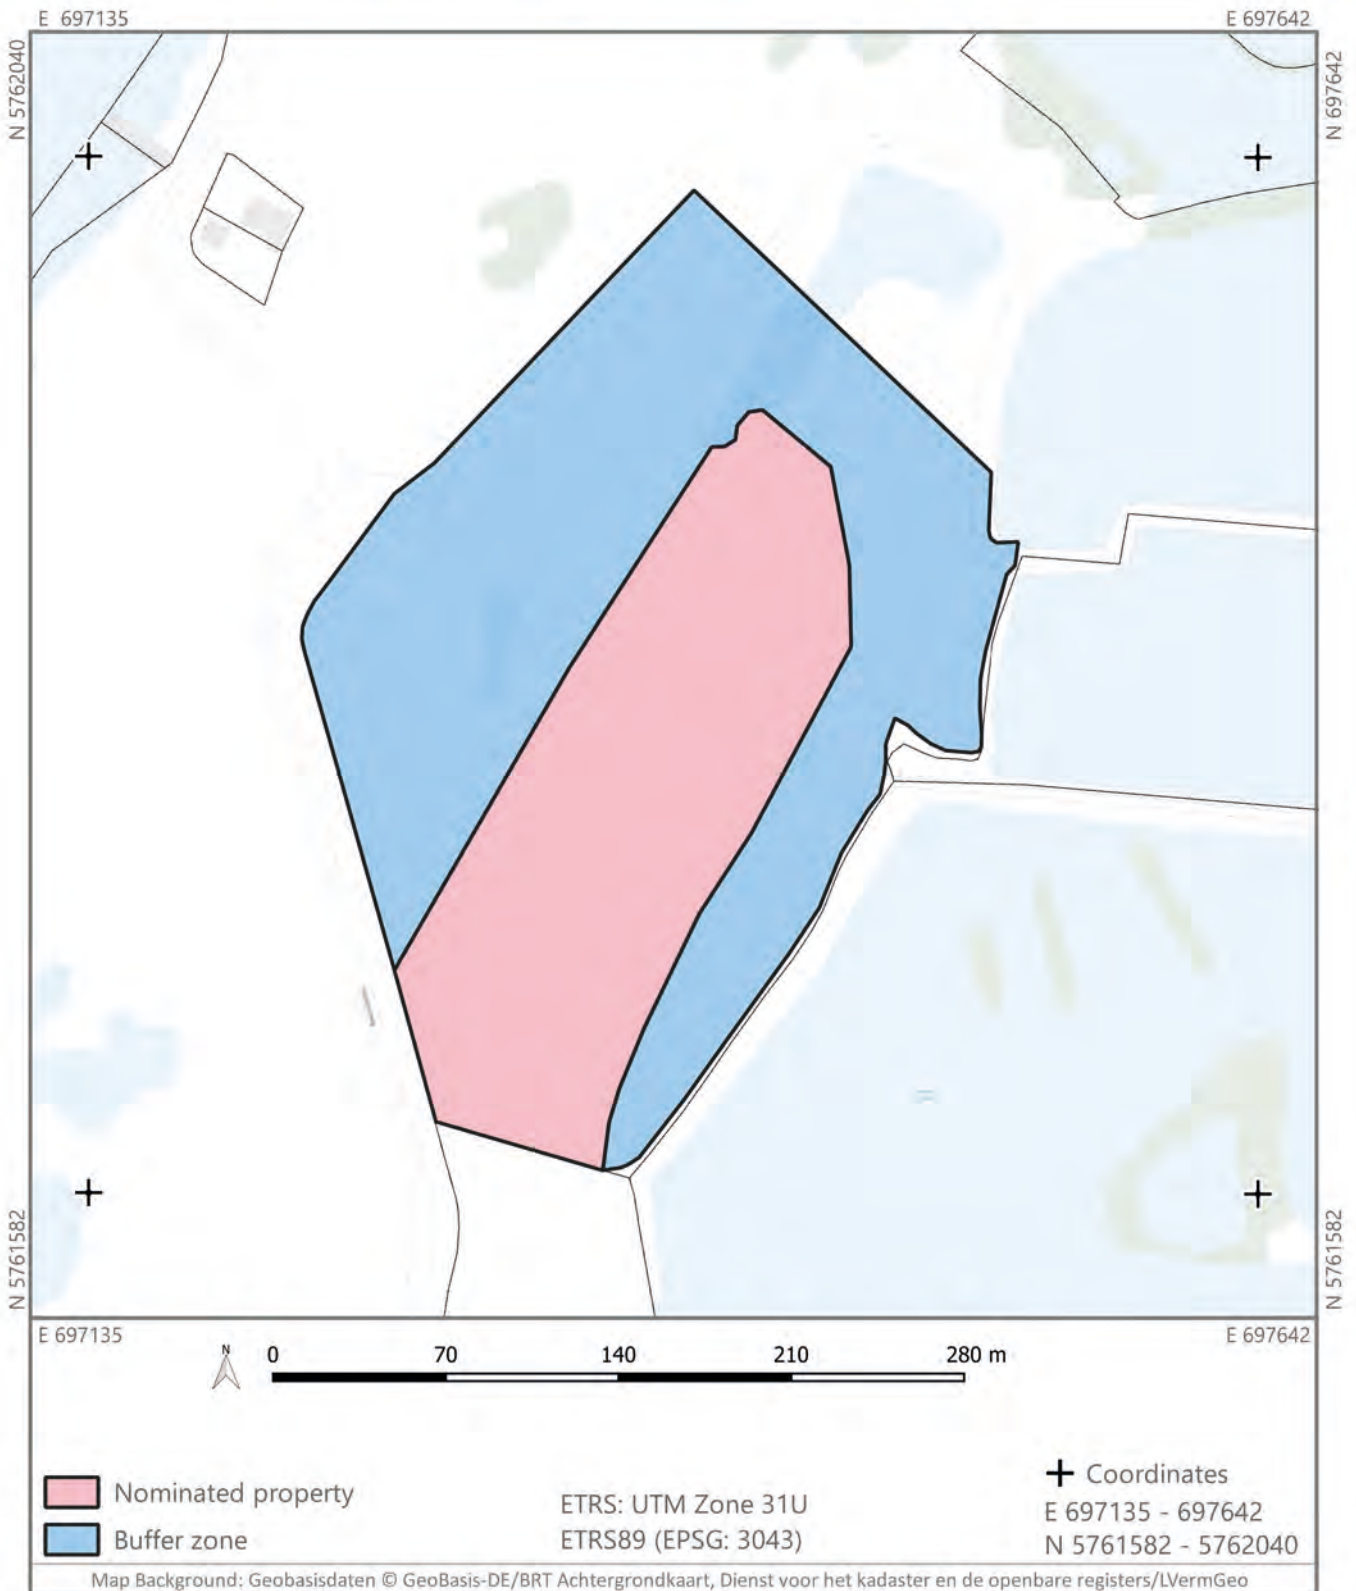 E 697135
E 697642
N 5762040
N 697642
N 5761582
N 5761582
E 697135
E 697642
N
0 70 140 210 280 m
Nominated property
Buffer zone
ETRS: UTM Zone 31U
ETRS89 (EPSG: 3043)
Coordinates
E 697135 - 697642
N 5761582 - 5762040
Map Background: Geobasisdaten © GeoBasis-DE/BRT Achtergrondkaart, Dienst voor het kadaster en de openbare registers/LVermGeo